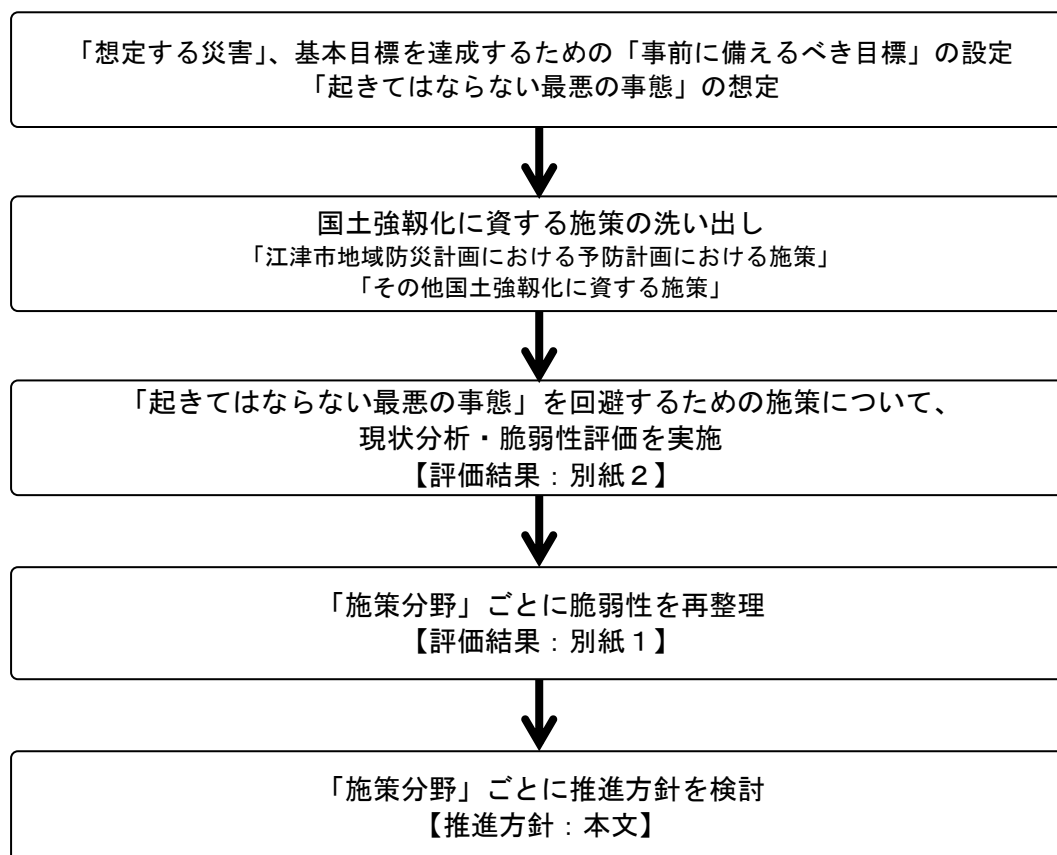 「想定する災害」、基本目標を達成するための「事前に備えるべき目標」の設定
「起きてはならない最悪の事態」の想定
国土強靱化に資する施策の洗い出し
「江津市地域防災計画における予防計画における施策」
「その他国土強靱化に資する施策」
「起きてはならない最悪の事態」を回避するための施策について、
現状分析・脆弱性評価を実施
【評価結果：別紙２】
「施策分野」ごとに脆弱性を再整理
【評価結果：別紙１】
「施策分野」ごとに推進方針を検討
【推進方針：本文】